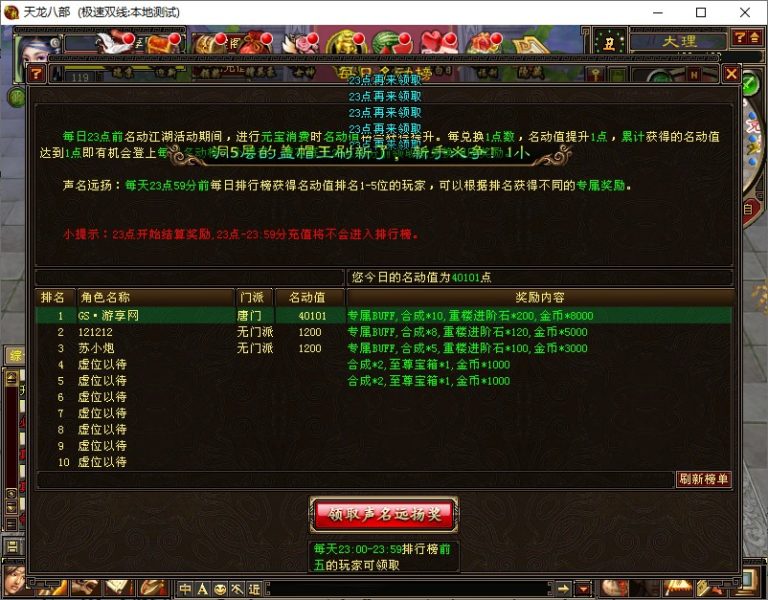 天龙八部 (极速双线:本地测试)
丑
大理
119
每日名动榜
23点再来领取
23点再来领取
23点再来领取
23点再来领取
23点再来领取
每日23点前名动江湖活动期间，进行元宝消费时名动值
升。每兑换1点数，名动值提升1点，累计获得的名动值
达到1点即有机会登上每
洞5层的盖帽王刷新了，新手火争
1小
声名远扬：每天23点59分前每日排行榜获得名动值排名1-5位的玩家，可以根据排名获得不同的专属奖励。
小提示：23点开始结算奖励,23点-23:59分充值将不会进入排行榜。
您今日的名动值为40101点
排名 角色名称 门派 名动值 奖励内容
1 GS·游享网 唐门 40101 专属BUFF,合成*10,重楼进阶石*200,金币*8000
2 121212 无门派 1200 专属BUFF,合成*8,重楼进阶石*120,金币*5000
3 苏小炮 无门派 1200 专属BUFF,合成*5,重楼进阶石*100,金币*3000
4 虚位以待 合成*2,至尊宝箱*1,金币*1000
5 虚位以待 合成*2,至尊宝箱*1,金币*1000
6 虚位以待
7 虚位以待
8 虚位以待
9 虚位以待
10 虚位以待
刷新榜单
领取声名远扬奖
每天23:00-23:59排行榜前
五的玩家可领取
综
自
中 A 不 近